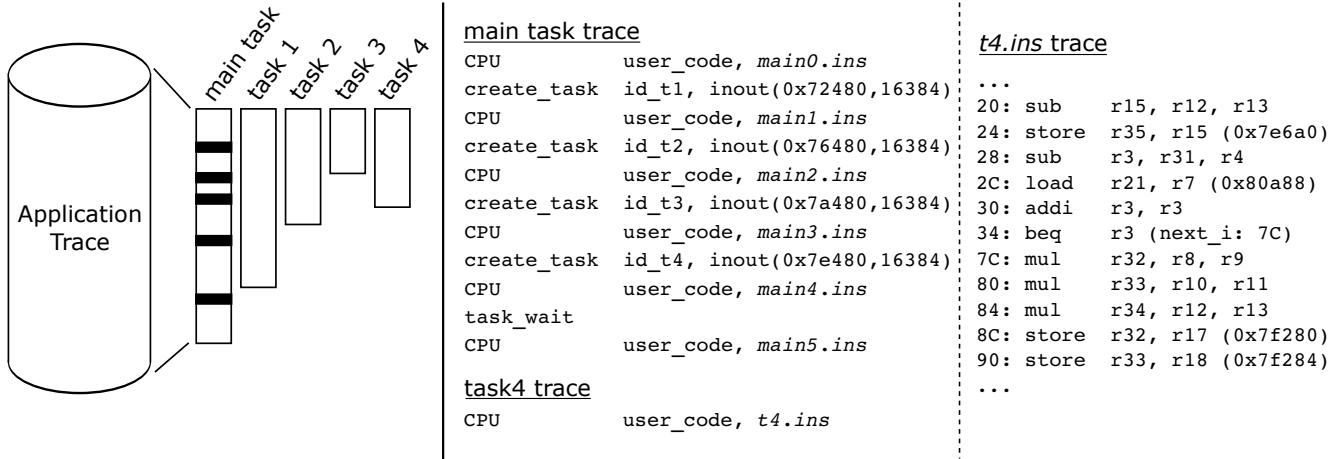 Application
Trace
main task
task 1
task 2
task 3
task 4
main task trace
CPU user_code, main0.ins
create_task id_t1, inout(0x72480,16384)
CPU user_code, main1.ins
create_task id_t2, inout(0x76480,16384)
CPU user_code, main2.ins
create_task id_t3, inout(0x7a480,16384)
CPU user_code, main3.ins
create_task id_t4, inout(0x7e480,16384)
CPU user_code, main4.ins
task_wait
CPU user_code, main5.ins
task4 trace
CPU user_code, t4.ins
t4.ins trace
...
20: sub r15, r12, r13
24: store r35, r15 (0x7e6a0)
28: sub r3, r31, r4
2C: load r21, r7 (0x80a88)
30: addi r3, r3
34: beq r3 (next_i: 7C)
7C: mul r32, r8, r9
80: mul r33, r10, r11
84: mul r34, r12, r13
8C: store r32, r17 (0x7f280)
90: store r33, r18 (0x7f284)
...